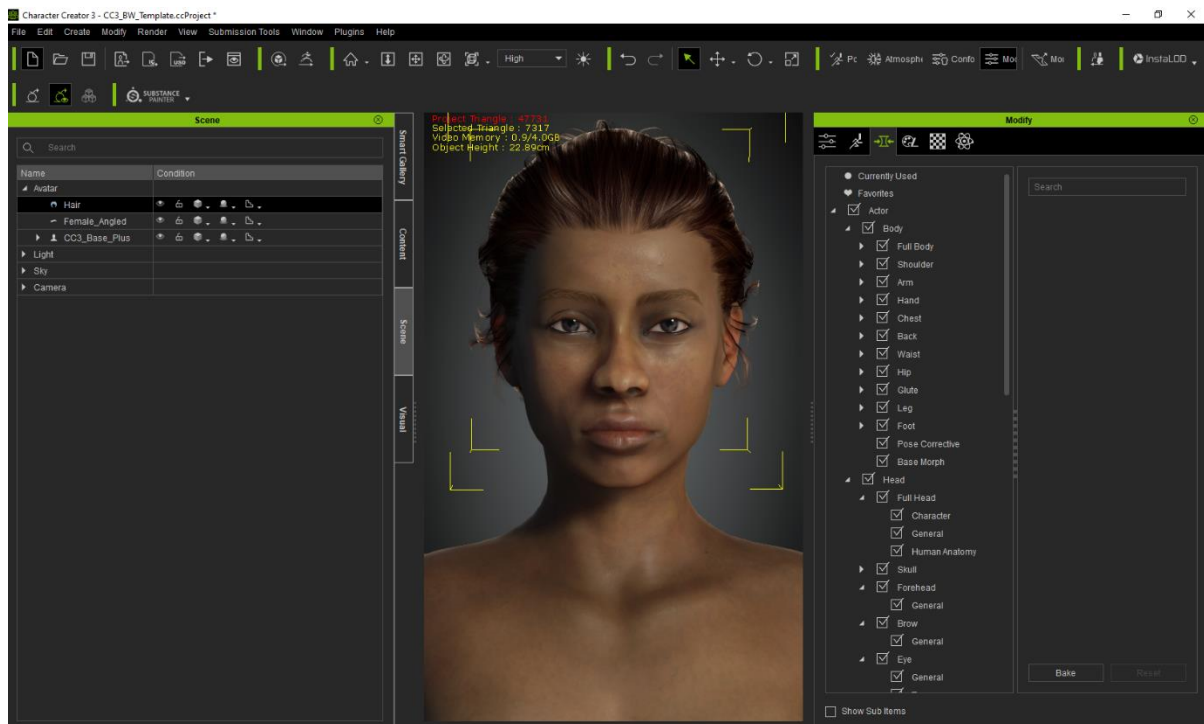 Character Creator 3 - CC3_BW_Template.ccProject *
File Edit Create Modify Render View Submission Tools Window Plugins Help
High
Pc
Atmosphe
Confo
Mor
Mor
InstaLOD
SUBSTANCE
PAINTER
Scene
Search
Name Condition
Avatar
Hair
Female_Angled
CC3_Base_Plus
Light
Sky
Camera
Smart Gallery
Content
Scene
Visual
Project Triangle : 47731
Selected Triangle : 7317
Video Memory : 0.9/4.0GB
Object Height : 22.89cm
Modify
Currently Used
Favorites
Actor
Body
Full Body
Shoulder
Arm
Hand
Chest
Back
Waist
Hip
Glute
Leg
Foot
Pose Corrective
Base Morph
Head
Full Head
Character
General
Human Anatomy
Skull
Forehead
General
Brow
General
Eye
General
Show Sub Items
Search
Bake Reset